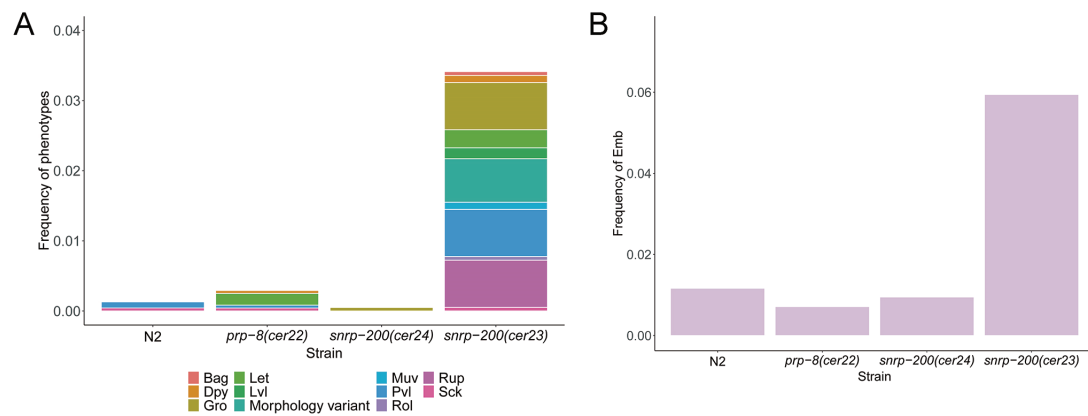 A
Frequency of phenotypes
0.04
0.03
0.02
0.01
0.00
N2 prp−8(cer22) snrp−200(cer24) snrp−200(cer23)
Strain
Bag Let Muv Rup
Dpy Lvl Pvl Sck
Gro Morphology variant Rol
B
Frequency of Emb
0.06
0.04
0.02
0.00
N2 prp−8(cer22) snrp−200(cer24) snrp−200(cer23)
Strain